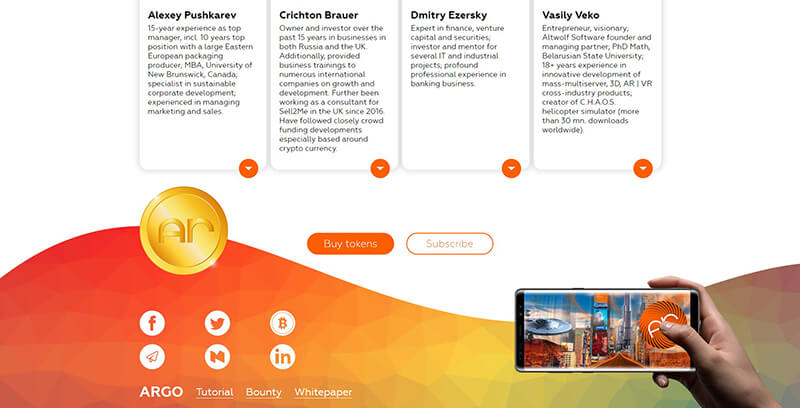 Alexey Pushkarev
15-year experience as top
manager, incl. 10 years top
position with a large Eastern
European packaging
producer; MBA, University of
New Brunswick, Canada;
specialist in sustainable
corporate development;
experienced in managing
marketing and sales.
Crichton Brauer
Owner and investor over the
past 15 years in businesses in
both Russia and the UK.
Additionally, provided
business trainings to
numerous international
companies on growth and
development. Further been
working as a consultant for
Sell2Me in the UK since 2016.
Have followed closely crowd
funding developments
especially based around
crypto currency.
Dmitry Ezersky
Expert in finance, venture
capital and securities;
investor and mentor for
several IT and industrial
projects; profound
professional experience in
banking business.
Vasily Veko
Entrepreneur, visionary;
Altwolf Software founder and
managing partner; PhD Math,
Belarusian State University;
18+ years experience in
innovative development of
mass-multiserver, 3D, AR | VR
cross-industry products;
creator of C.H.A.O.S.
helicopter simulator (more
than 30 mn. downloads
worldwide).
Ar
Buy tokens
Subscribe
Ar
ARGO Tutorial Bounty Whitepaper